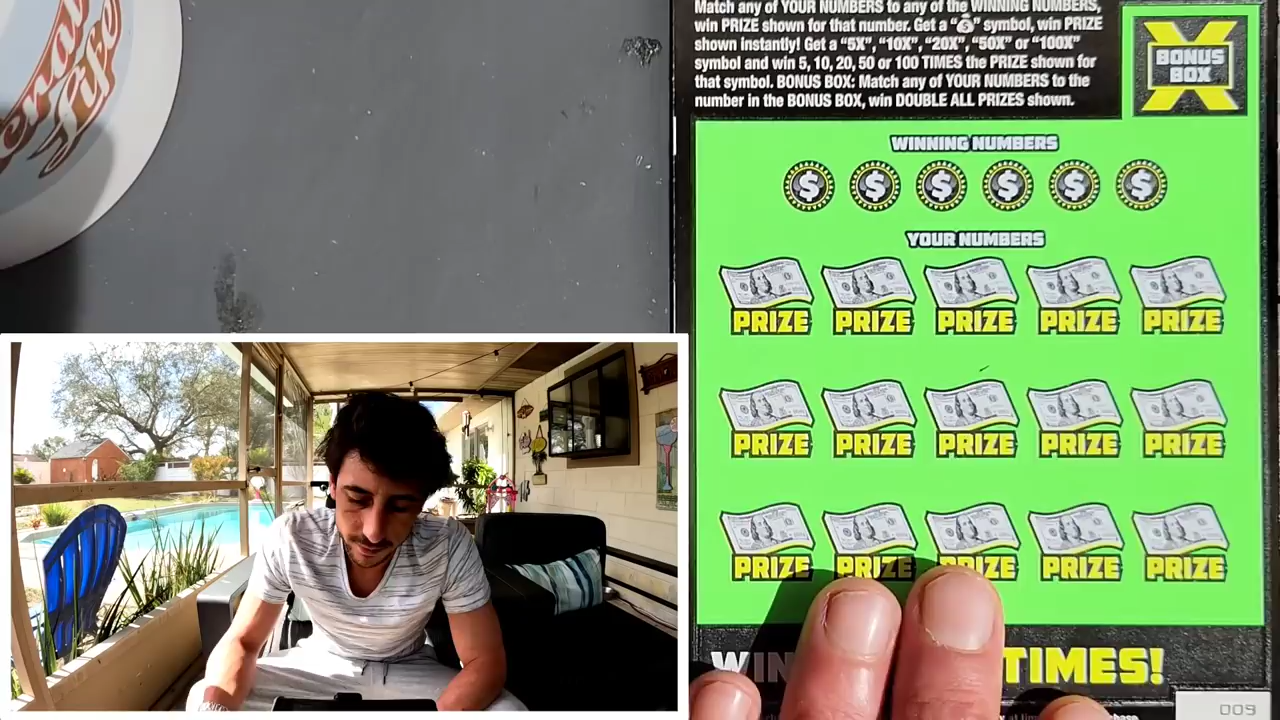 Match any of YOUR NUMBERS to any of the WINNING NUMBERS,
win PRIZE shown for that number. Get a " " symbol, win PRIZE
shown instantly! Get a "5X", "10X", "20X", "50X" or "100X"
symbol and win 5, 10, 20, 50 or 100 TIMES the PRIZE shown for
that symbol. BONUS BOX: Match any of YOUR NUMBERS to the
number in the BONUS BOX, win DOUBLE ALL PRIZES shown.
BONUS
BOX
WINNING NUMBERS
$ $ $ $ $ $
YOUR NUMBERS
PRIZE PRIZE PRIZE PRIZE PRIZE
PRIZE PRIZE PRIZE PRIZE PRIZE
PRIZE PRIZE PRIZE PRIZE PRIZE
WIN TIMES!
009
Life